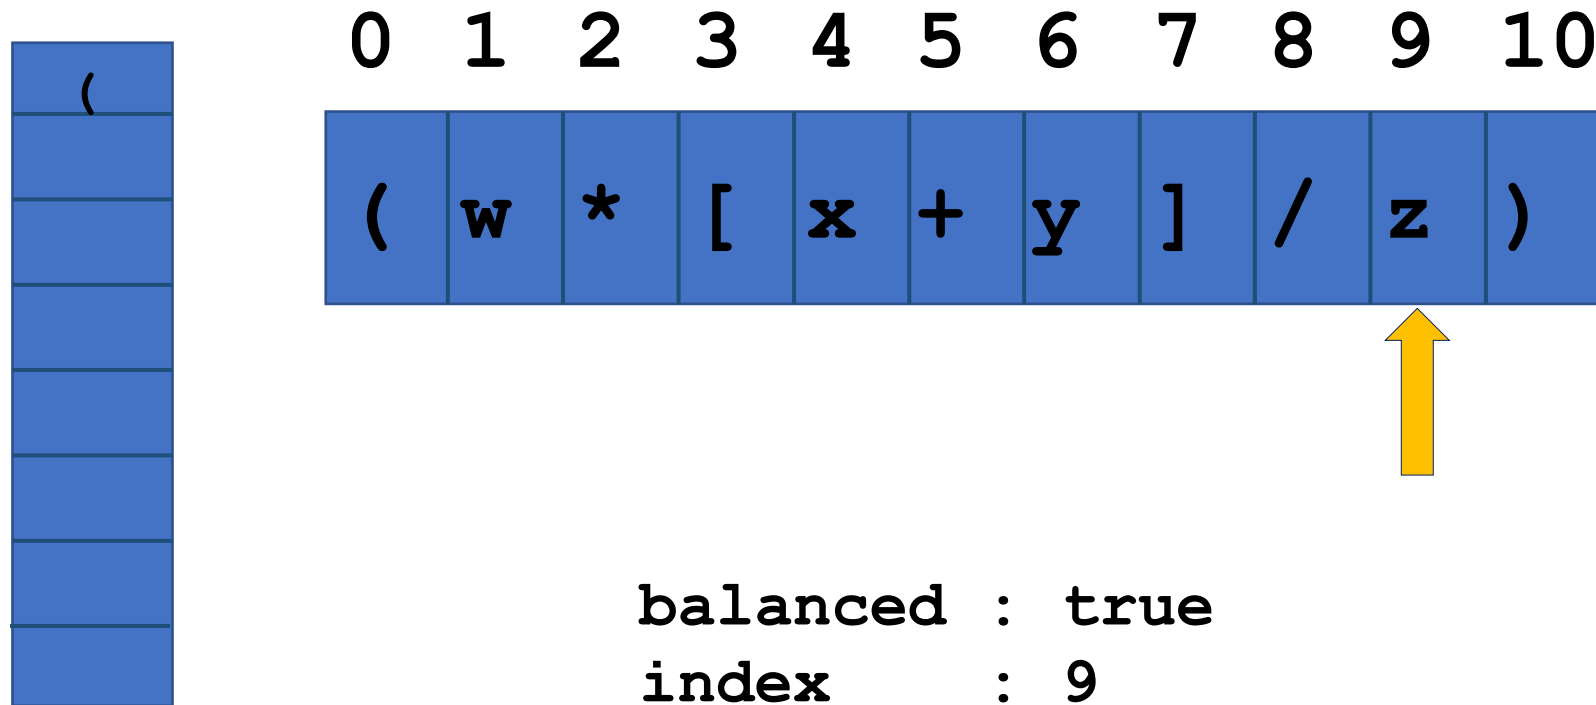 0 1 2 3 4 5 6 7 8 9 10
(
( w * [ x + y ] / z )
balanced : true
index : 9